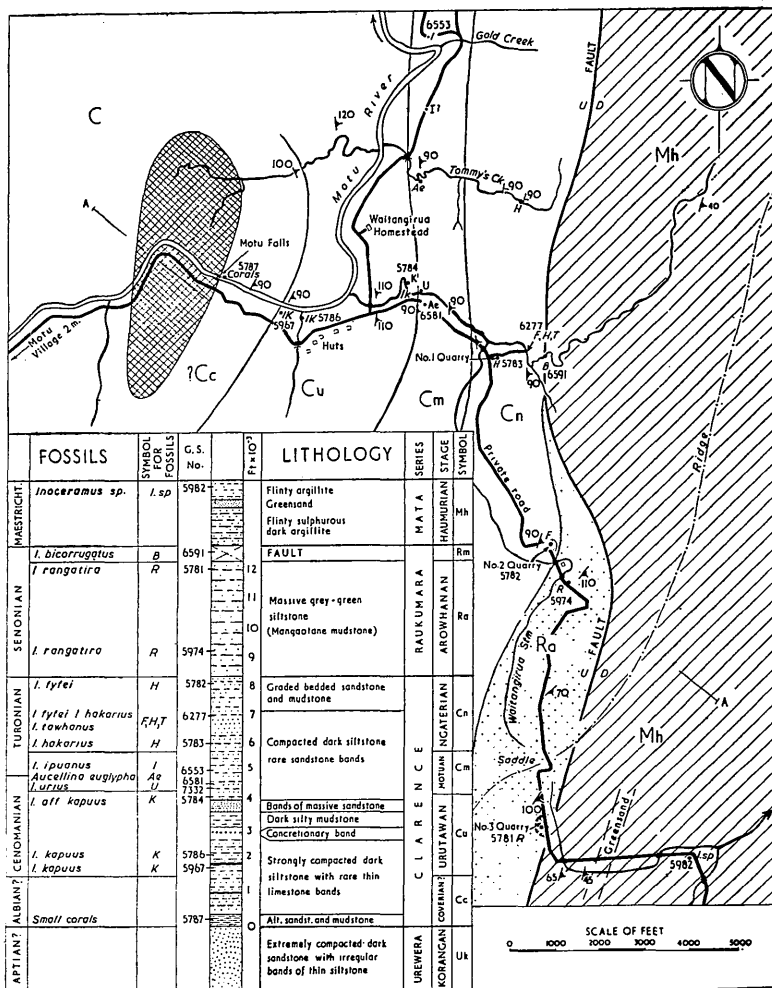 6553
I
Gold Creek
FAULT
U D
Mh
C
120
Motu River
I?
100
90
Ae
Tommy's Ck
90
90
H
40
A
Waitangirua
Homestead
Motu Falls
5787
Corals
90
90
IK 5786
IK
5967
110
110
5784
K
Ik
U
Ae
90
6581
90
6277
F,H,T
No.1 Quarry
H 5783
B
6591
90
Huts
Motu
Village 2m.
?Cc
Cu
Cm
Cn
Private road
Ridge
90
F
No.2 Quarry
5782
110
R
5974
Ra
FAULT
U D
Waitangirua Stm
70
A
Mh
Saddle
100
No.3 Quarry
5781 R
Greensand
I.sp
5982
65
45
SCALE OF FEET
0 1000 2000 3000 4000 5000
FOSSILS
SYMBOL FOR FOSSILS
G.S. No.
Ft x 10⁻³
LITHOLOGY
SERIES
STAGE
SYMBOL
MAESTRICHT.
Inoceramus sp. I.sp 5982
Flinty argillite
Greensand
Flinty sulphurous
dark argillite
MATA
HAUMURIAN
Mh
SENONIAN
I. bicorrugatus B 6591 FAULT Rm
I rangatira R 5781 12
11
Massive grey-green
siltstone
10
(Mangaotane mudstone)
I. rangatira R 5974 9
RAUKUMARA
AROWHANAN
Ra
TURONIAN
I. fyfei H 5782 8
Graded bedded sandstone
and mudstone
I fyfei I hakarius
I. tawhanus
F,H,T 6277 7
I. hakarius H 5783 6
Compacted dark siltstone
rare sandstone bands
NGATERIAN
Cn
I. ipuanus I 6553 5
Aucellina euglypha Ae 6581
I. urius U 7332
MOTUAN
Cm
CENOMANIAN
I. aff kapuus K 5784 4
Bands of massive sandstone
Dark silty mudstone
3 Concretionary band
I. kapuus K 5786 2
I. kapuus K 5967
Strongly compacted dark
siltstone with rare thin
limestone bands
1
CLARENCE
URUTAWAN
Cu
ALBIAN?
Small corals 5787 0
Alt. sandst. and mudstone
COVERIAN?
Cc
APTIAN?
Extremely compacted dark
sandstone with irregular
bands of thin siltstone
UREWERA
KORANGAN
Uk